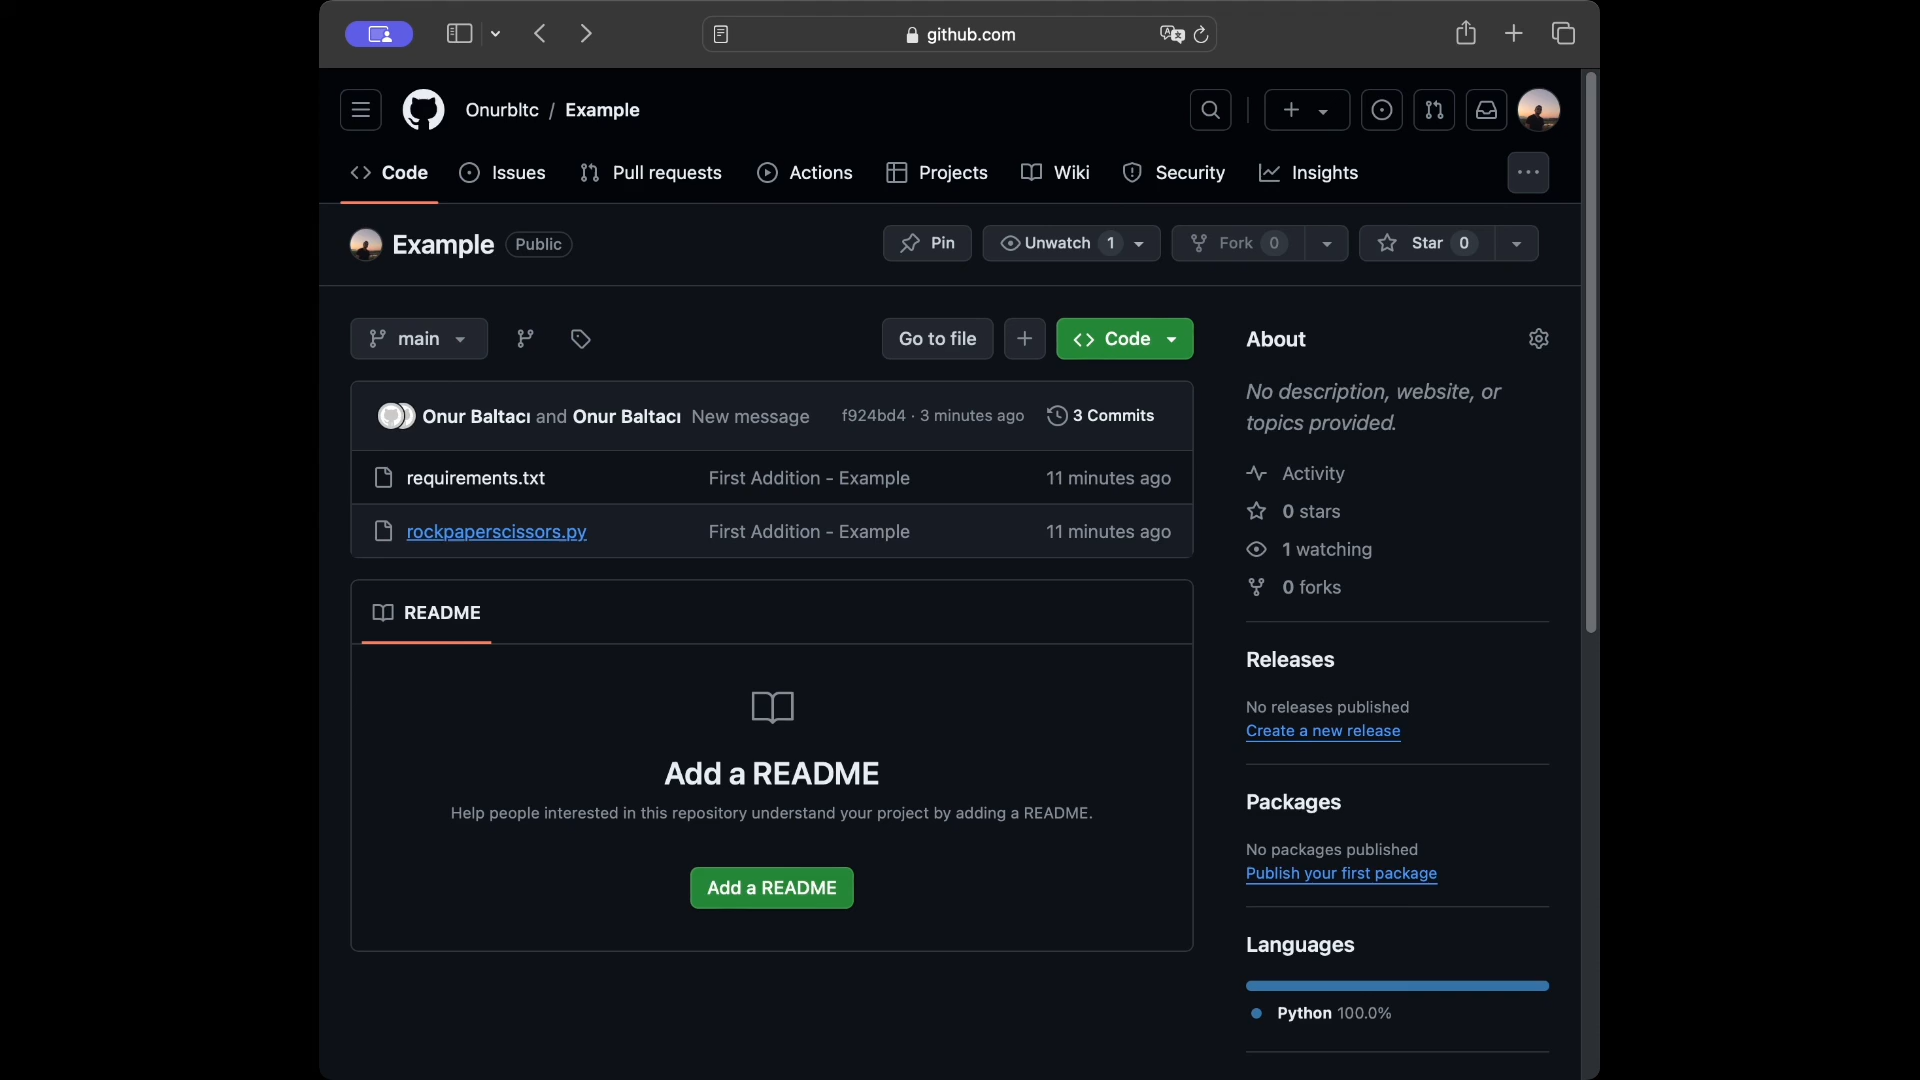 github.com
Onurbltc / Example
Code Issues Pull requests Actions Projects Wiki Security Insights
Example Public
Pin Unwatch 1 Fork 0 Star 0
main Go to file Code
Onur Baltacı and Onur Baltacı New message f924bd4 · 3 minutes ago 3 Commits
requirements.txt First Addition - Example 11 minutes ago
rockpaperscissors.py First Addition - Example 11 minutes ago
README
Add a README
Help people interested in this repository understand your project by adding a README.
Add a README
About
No description, website, or
topics provided.
Activity
0 stars
1 watching
0 forks
Releases
No releases published
Create a new release
Packages
No packages published
Publish your first package
Languages
Python 100.0%